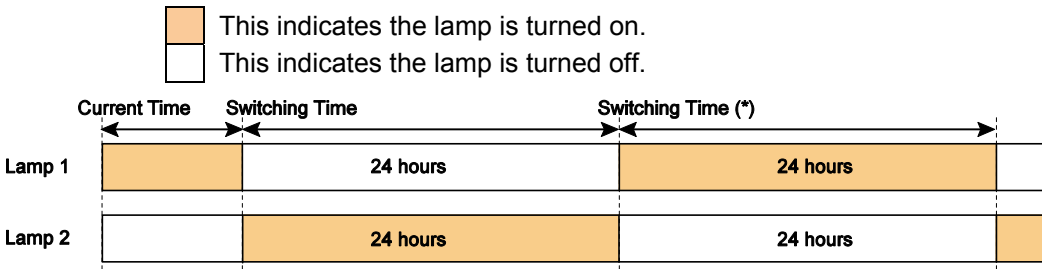 This indicates the lamp is turned on.
This indicates the lamp is turned off.
Current Time Switching Time Switching Time (*)
Lamp 1 24 hours 24 hours
Lamp 2 24 hours 24 hours